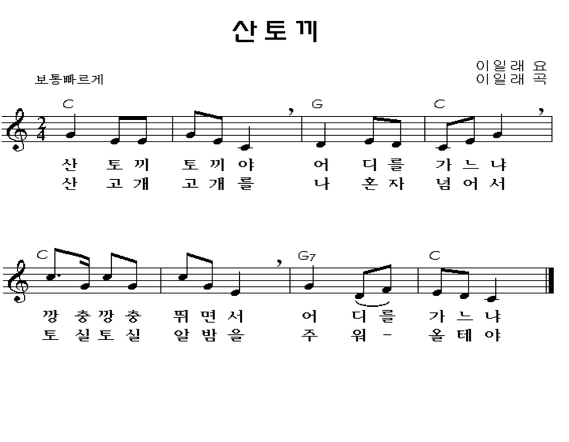 산 토 끼
이일래 요
보통빠르게
이일래 곡
C G C
2
4
산 토끼 토끼야 어 디를 가느냐
산 고개 고개를 나 혼자 넘어서
C G7 C
깡 충깡충 뛰면서 어 디를 가느냐
토 실토실 알밤을 주 워- 올테야